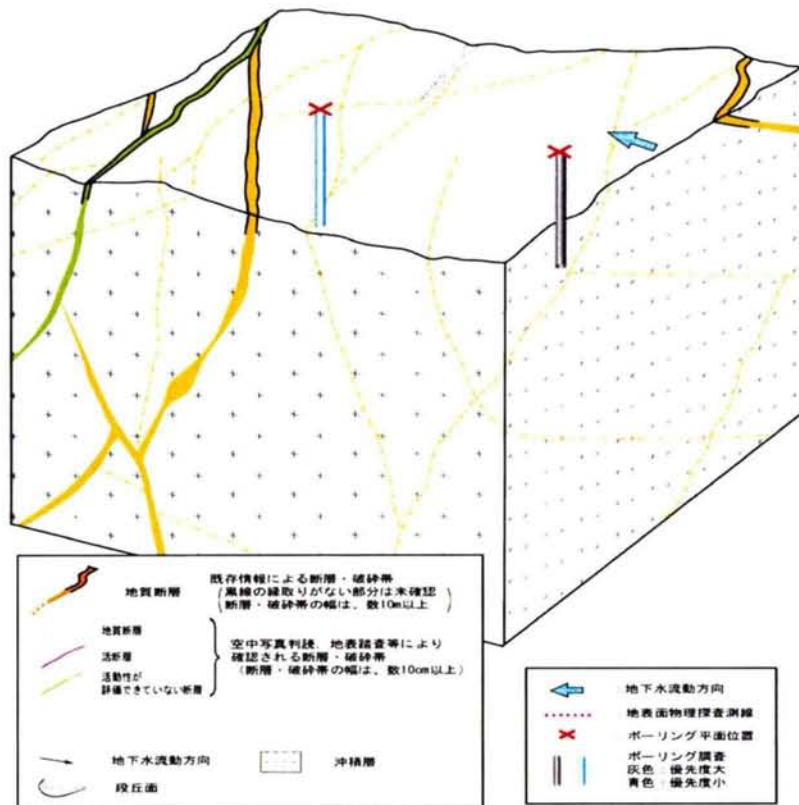 地質断層
既存情報による断層・破砕帯
(黒線の縁取りがない部分は未確認
断層・破砕帯の幅は、数10m以上)
地質断層
活断層
活動性が
評価できていない断層
空中写真判読、地表踏査等により
確認される断層・破砕帯
(断層・破砕帯の幅は、数10cm以上)
地下水流動方向
沖積層
段丘面
地下水流動方向
地表面物理探査測線
ボーリング平面位置
ボーリング調査
灰色:優先度大
青色:優先度小